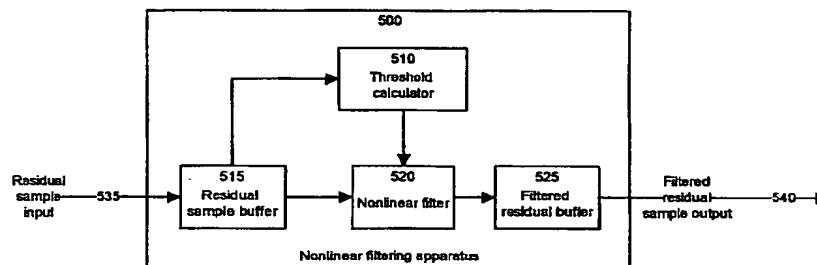 500
510
Threshold
calculator
515
Residual
sample buffer
520
Nonlinear filter
525
Filtered
residual buffer
Residual
sample
input
535
Filtered
residual
sample output
540
Nonlinear filtering apparatus